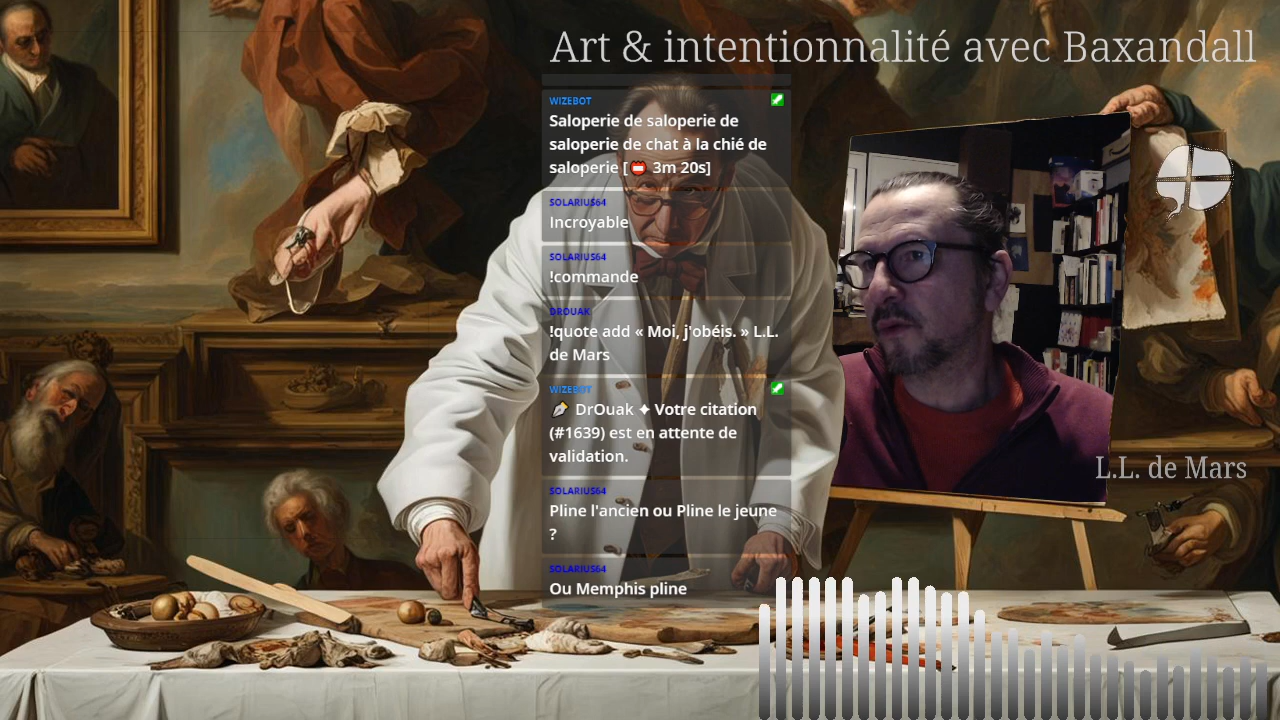 Art & intentionnalité avec Baxandall
WIZEBOT
Saloperie de saloperie de
saloperie de chat à la chié de
saloperie [📛 3m 20s]
SOLARIUS64
Incroyable
SOLARIUS64
!commande
DROUAK
!quote add « Moi, j'obéis. » L.L.
de Mars
WIZEBOT
DrOuak ✦ Votre citation
(#1639) est en attente de
validation.
SOLARIUS64
Pline l'ancien ou Pline le jeune
?
SOLARIUS64
Ou Memphis pline
L.L. de Mars